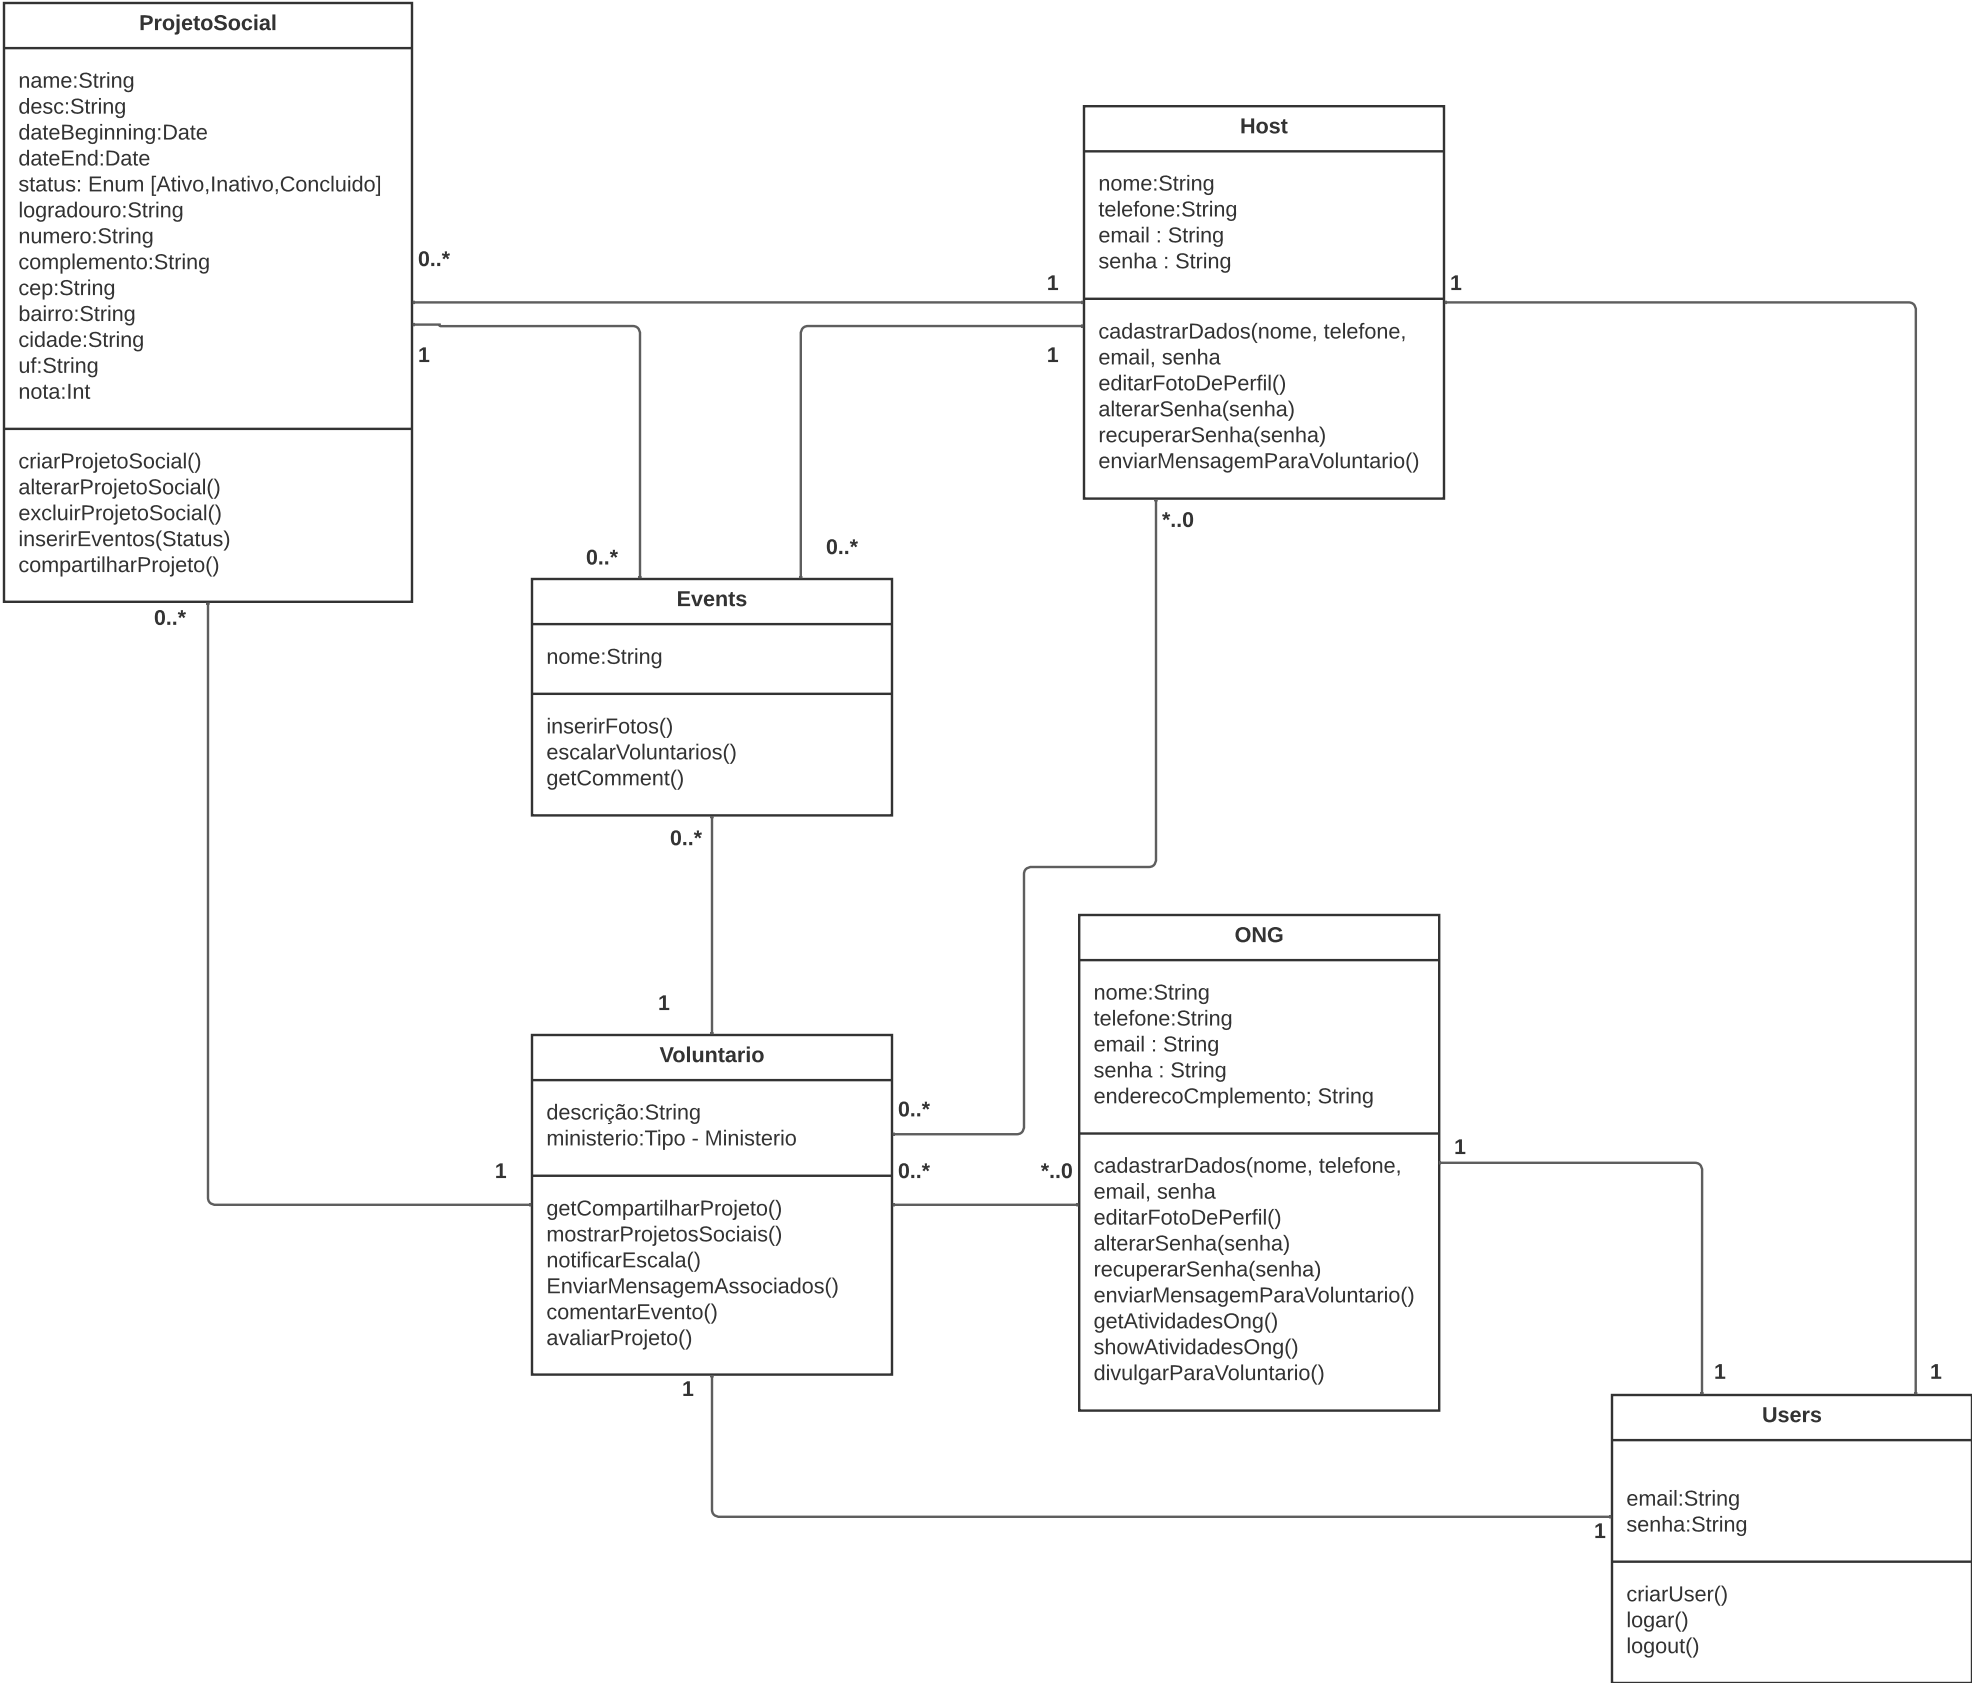 ProjetoSocial
name:String
desc:String
dateBeginning:Date
dateEnd:Date
status: Enum [Ativo,Inativo,Concluido]
logradouro:String
numero:String
complemento:String
cep:String
bairro:String
cidade:String
uf:String
nota:Int
criarProjetoSocial()
alterarProjetoSocial()
excluirProjetoSocial()
inserirEventos(Status)
compartilharProjeto()
0..*
1
0..*
Host
nome:String
telefone:String
email : String
senha : String
cadastrarDados(nome, telefone,
email, senha
editarFotoDePerfil()
alterarSenha(senha)
recuperarSenha(senha)
enviarMensagemParaVoluntario()
1
1
1
*..0
0..*
0..*
Events
nome:String
inserirFotos()
escalarVoluntarios()
getComment()
0..*
1
Voluntario
descrição:String
ministerio:Tipo - Ministerio
getCompartilharProjeto()
mostrarProjetosSociais()
notificarEscala()
EnviarMensagemAssociados()
comentarEvento()
avaliarProjeto()
1
0..*
0..*
1
*..0
ONG
nome:String
telefone:String
email : String
senha : String
enderecoCmplemento; String
cadastrarDados(nome, telefone,
email, senha
editarFotoDePerfil()
alterarSenha(senha)
recuperarSenha(senha)
enviarMensagemParaVoluntario()
getAtividadesOng()
showAtividadesOng()
divulgarParaVoluntario()
1
1
1
1
Users
email:String
senha:String
criarUser()
logar()
logout()